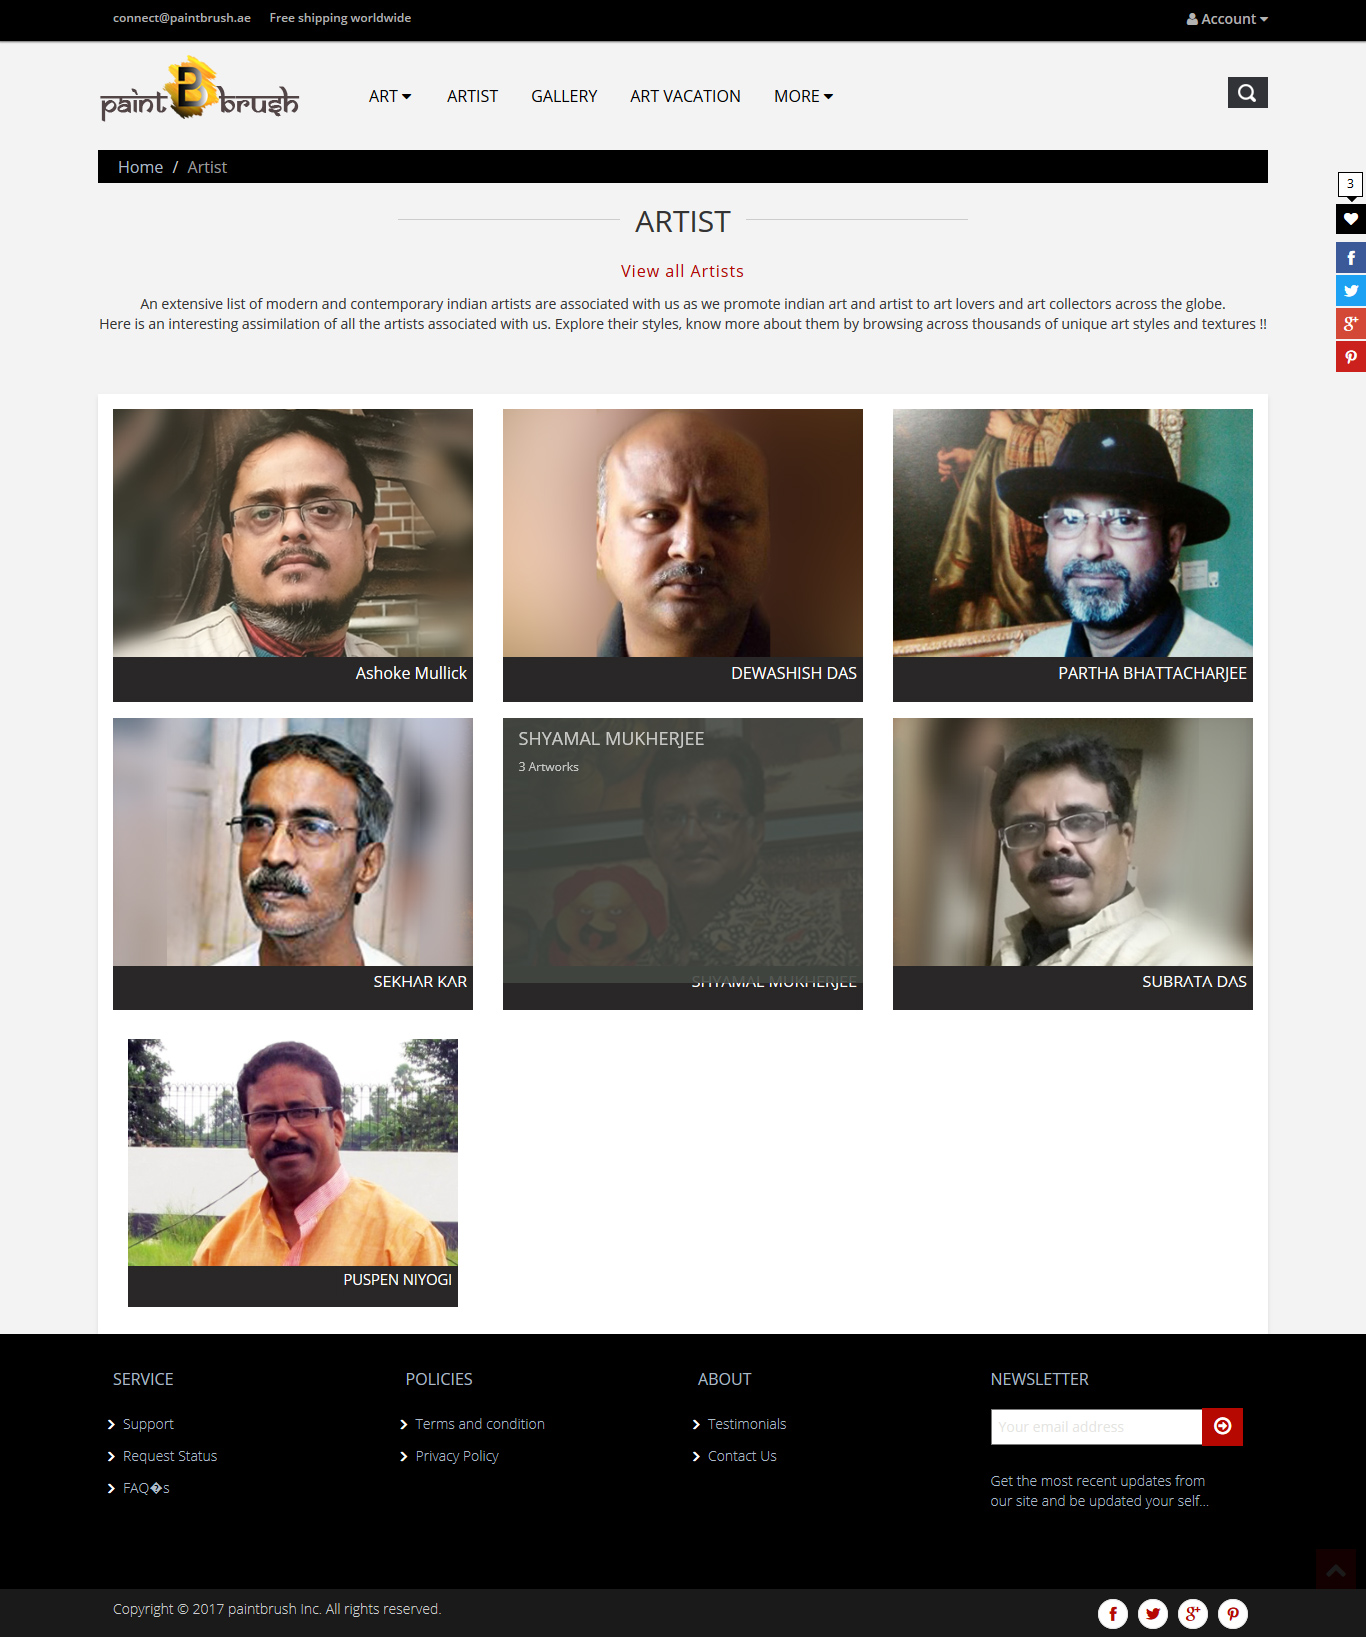 connect@paintbrush.ae Free shipping worldwide Account
paint B brush
ART ARTIST GALLERY ART VACATION MORE
Home / Artist
3
ARTIST
View all Artists
An extensive list of modern and contemporary indian artists are associated with us as we promote indian art and artist to art lovers and art collectors across the globe.
Here is an interesting assimilation of all the artists associated with us. Explore their styles, know more about them by browsing across thousands of unique art styles and textures !!
Ashoke Mullick
DEWASHISH DAS
PARTHA BHATTACHARJEE
SEKHAR KAR
SHYAMAL MUKHERJEE
3 Artworks
SHYAMAL MUKHERJEE
SUBRATA DAS
PUSPEN NIYOGI
SERVICE
Support
Request Status
FAQ�s
POLICIES
Terms and condition
Privacy Policy
ABOUT
Testimonials
Contact Us
NEWSLETTER
Your email address
Get the most recent updates from
our site and be updated your self...
Copyright © 2017 paintbrush Inc. All rights reserved.